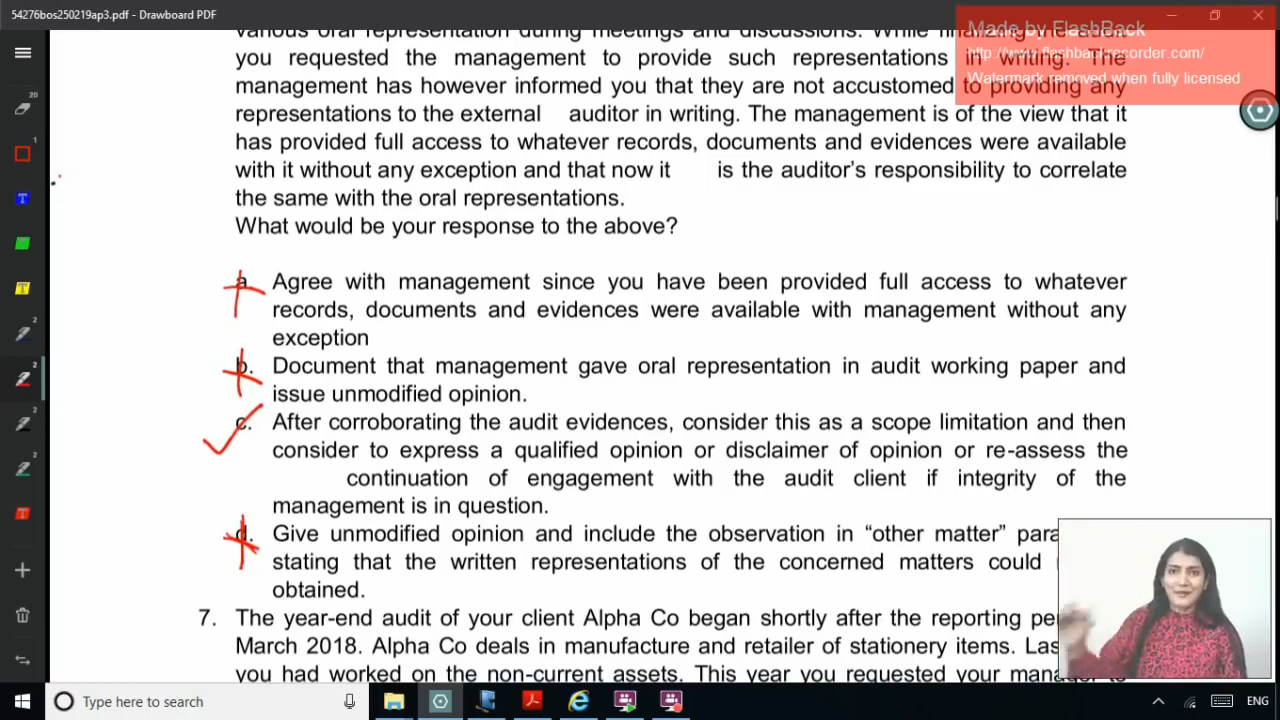 54276bos250219ap3.pdf - Drawboard PDF
Made by FlashBack
http://www.flashbackrecorder.com/
Watermark removed when fully licensed
various oral representation during meetings and discussions. While
you requested the management to provide such representations in writing. The
management has however informed you that they are not accustomed to providing any
representations to the external auditor in writing. The management is of the view that it
has provided full access to whatever records, documents and evidences were available
with it without any exception and that now it is the auditor's responsibility to correlate
the same with the oral representations.
What would be your response to the above?
a. Agree with management since you have been provided full access to whatever
records, documents and evidences were available with management without any
exception
b. Document that management gave oral representation in audit working paper and
issue unmodified opinion.
c. After corroborating the audit evidences, consider this as a scope limitation and then
consider to express a qualified opinion or disclaimer of opinion or re-assess the
continuation of engagement with the audit client if integrity of the
management is in question.
d. Give unmodified opinion and include the observation in “other matter” para
stating that the written representations of the concerned matters could
obtained.
7. The year-end audit of your client Alpha Co began shortly after the reporting
March 2018. Alpha Co deals in manufacture and retailer of stationery items.
you had worked on the non-current assets. This year you requested your
Type here to search
ENG